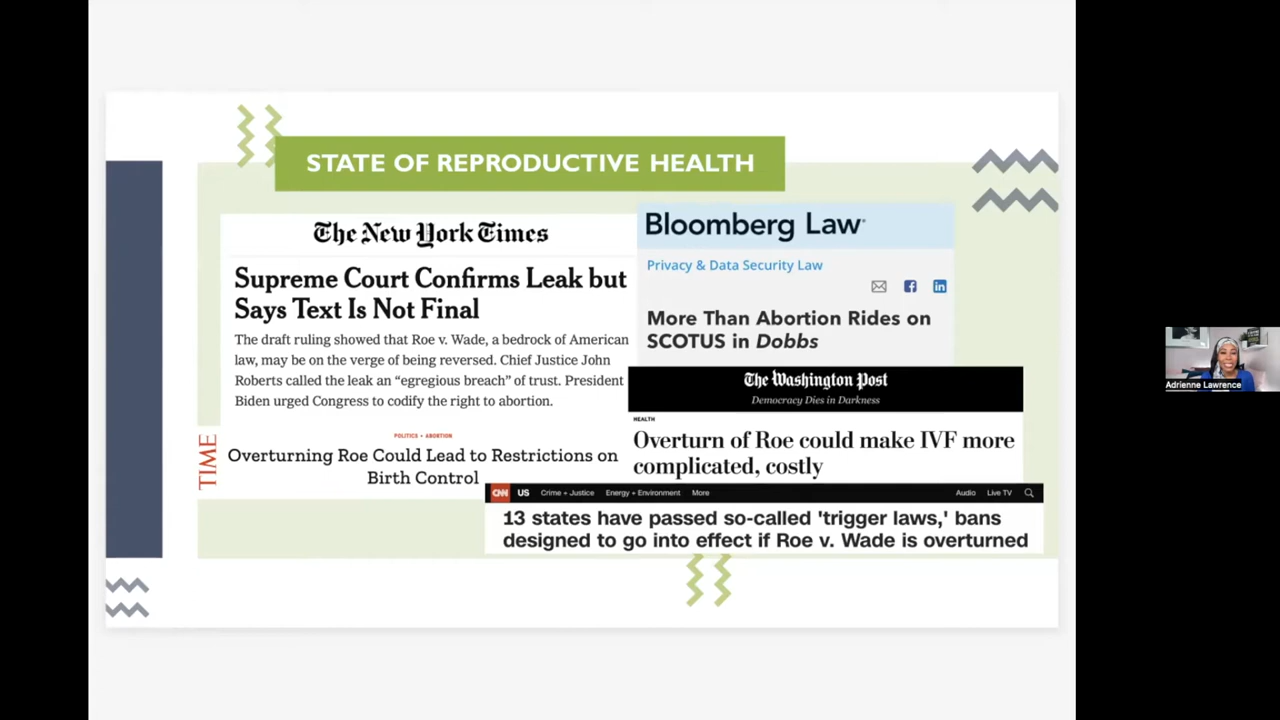 STATE OF REPRODUCTIVE HEALTH
The New York Times
Supreme Court Confirms Leak but
Says Text Is Not Final
The draft ruling showed that Roe v. Wade, a bedrock of American
law, may be on the verge of being reversed. Chief Justice John
Roberts called the leak an “egregious breach” of trust. President
Biden urged Congress to codify the right to abortion.
Bloomberg Law
Privacy & Data Security Law
More Than Abortion Rides on
SCOTUS in Dobbs
The Washington Post
Democracy Dies in Darkness
HEALTH
Overturn of Roe could make IVF more
complicated, costly
TIME
POLITICS • ABORTION
Overturning Roe Could Lead to Restrictions on
Birth Control
CNN US Crime + Justice Energy + Environment More Audio Live TV
13 states have passed so-called 'trigger laws,' bans
designed to go into effect if Roe v. Wade is overturned
Adrienne Lawrence